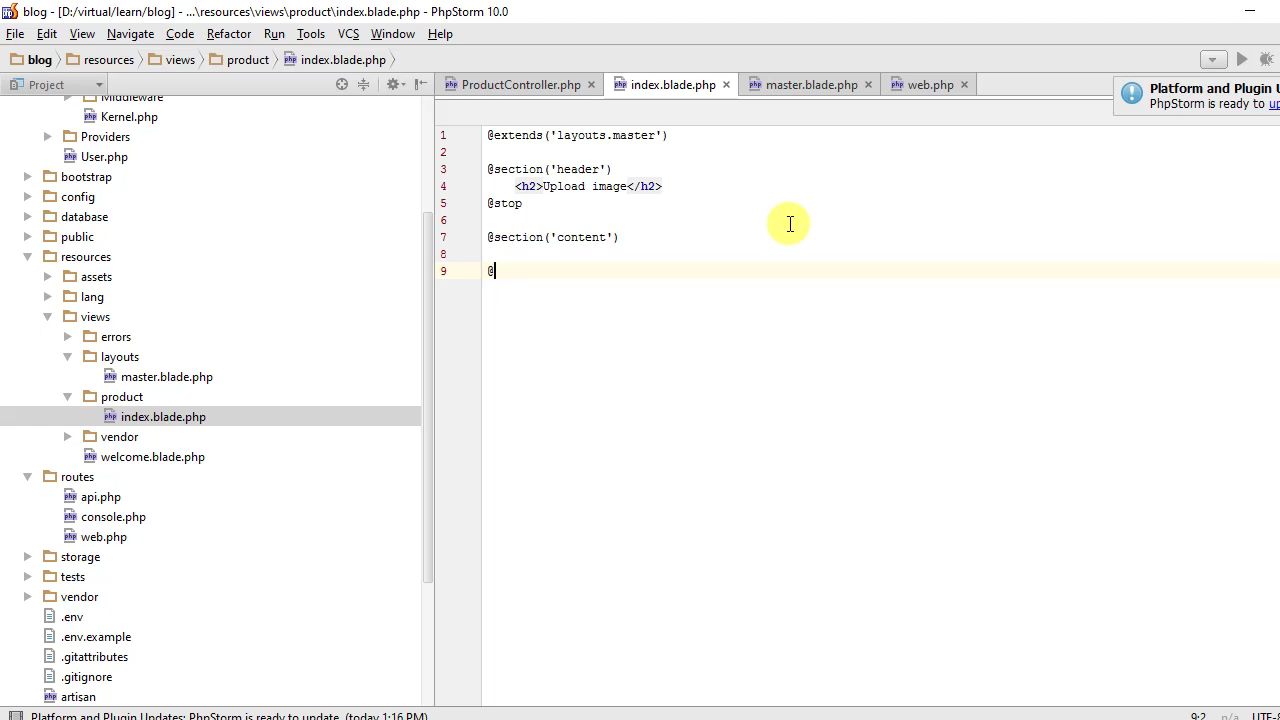 blog - [D:/virtual/learn/blog] - ...\resources\views\product\index.blade.php - PhpStorm 10.0
File Edit View Navigate Code Refactor Run Tools VCS Window Help
blog resources views product index.blade.php
Project
ProductController.php index.blade.php master.blade.php web.php
Platform and Plugin U
PhpStorm is ready to up
Middleware
Kernel.php
Providers
User.php
bootstrap
config
database
public
resources
assets
lang
views
errors
layouts
master.blade.php
product
index.blade.php
vendor
welcome.blade.php
routes
api.php
console.php
web.php
storage
tests
vendor
.env
.env.example
.gitattributes
.gitignore
artisan
1 @extends('layouts.master')
2
3 @section('header')
4 <h2>Upload image</h2>
5 @stop
6
7 @section('content')
8
9 @
Platform and Plugin Updates: PhpStorm is ready to update. (today 1:16 PM) 9:2 n/a UTF-8